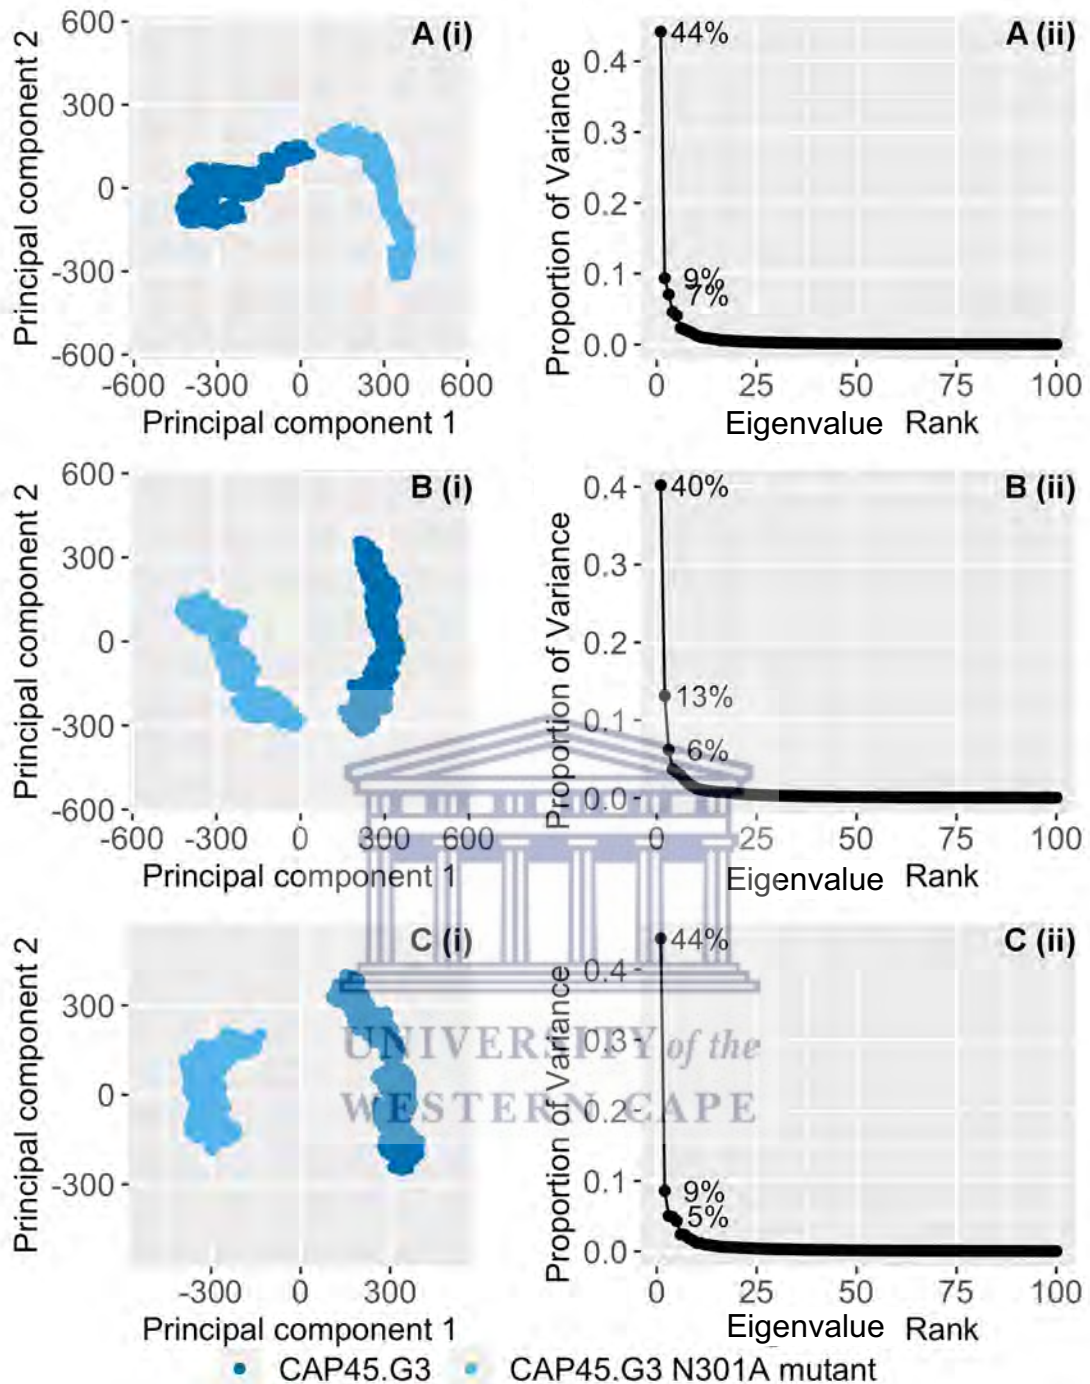 A (i)
Principal component 2
600
300
0
-300
-600
-600 -300 0 300 600
Principal component 1
A (ii)
Proportion of Variance
0.4
0.3
0.2
0.1
0.0
44%
9%
7%
0 25 50 75 100
Eigenvalue Rank
B (i)
Principal component 2
600
300
0
-300
-600
-600 -300 0 300 600
Principal component 1
B (ii)
Proportion of Variance
0.4
0.3
0.2
0.1
0.0
40%
13%
6%
0 25 50 75 100
Eigenvalue Rank
C (i)
Principal component 2
300
0
-300
-300 0 300
Principal component 1
C (ii)
Proportion of Variance
0.4
0.3
0.2
0.1
0.0
44%
9%
5%
0 25 50 75 100
Eigenvalue Rank
UNIVERSITY of the
WESTERN CAPE
CAP45.G3 CAP45.G3 N301A mutant